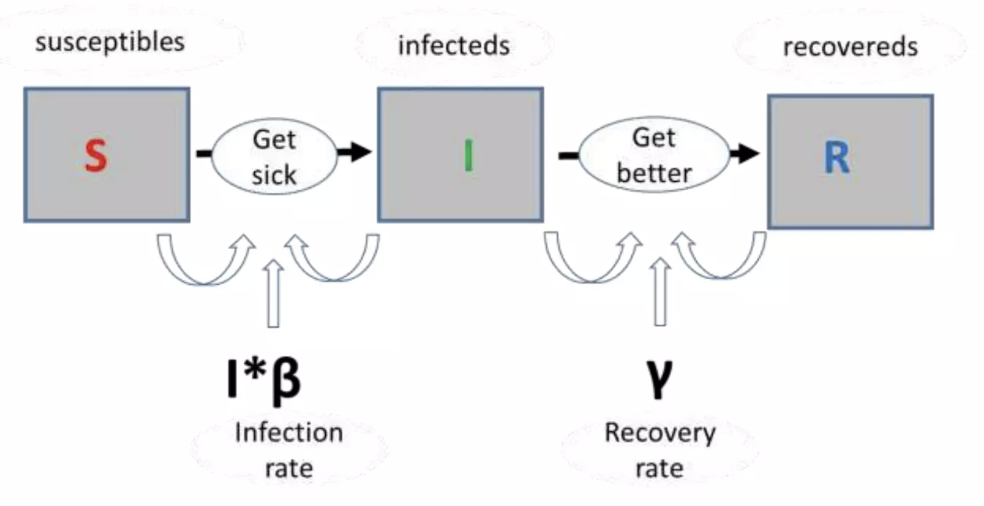 susceptibles
infecteds
recovereds
S
Get
sick
I
Get
better
R
I*β
Infection
rate
γ
Recovery
rate